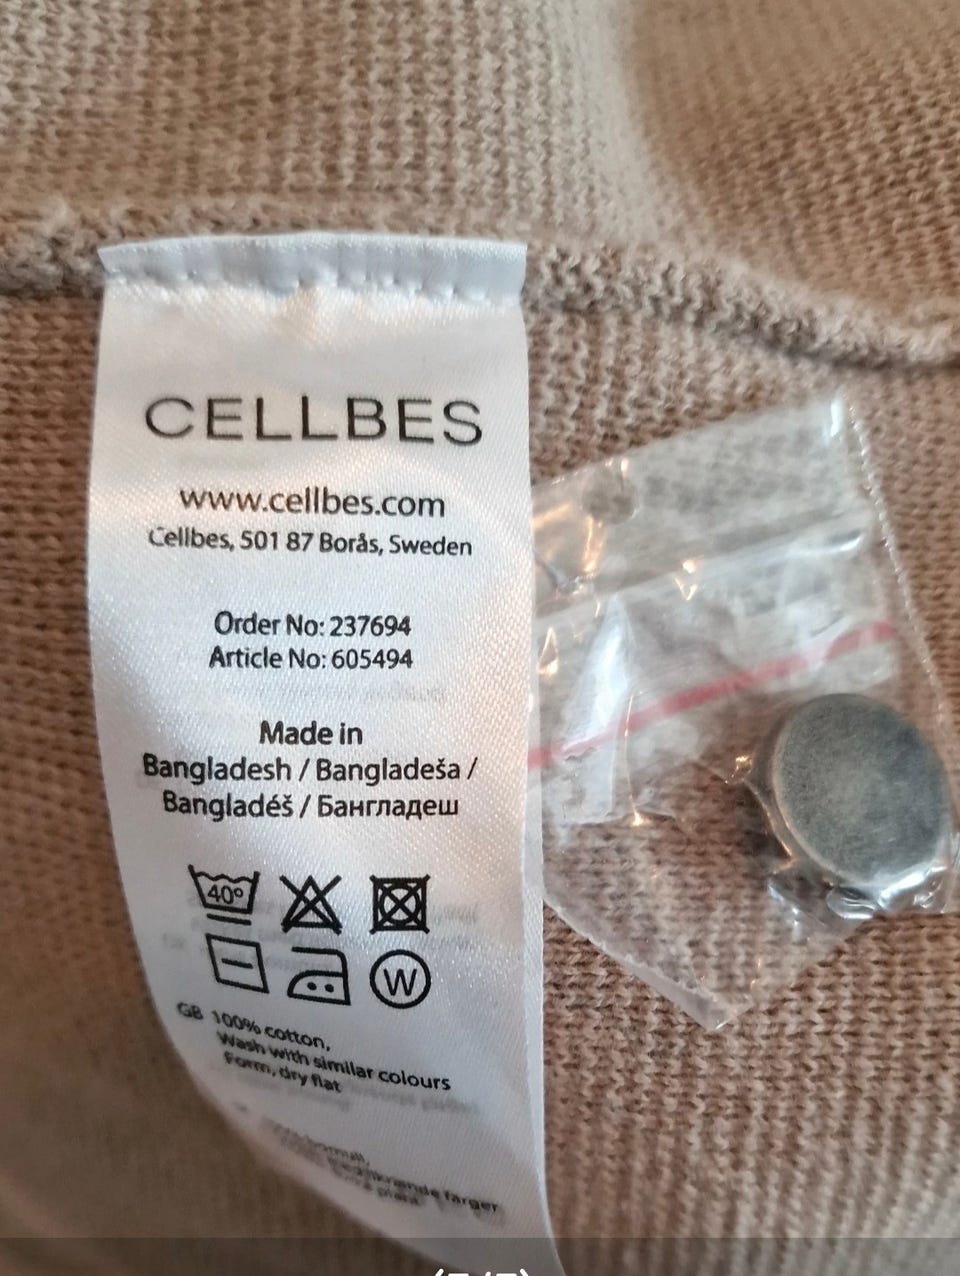 CELLBES
www.cellbes.com
Cellbes, 501 87 Borås, Sweden
Order No: 237694
Article No: 605494
Made in
Bangladesh / Bangladeša /
Bangladéš / Бангладеш
40°
W
GB 100% cotton,
Wash with similar colours
Form, dry flat
färger